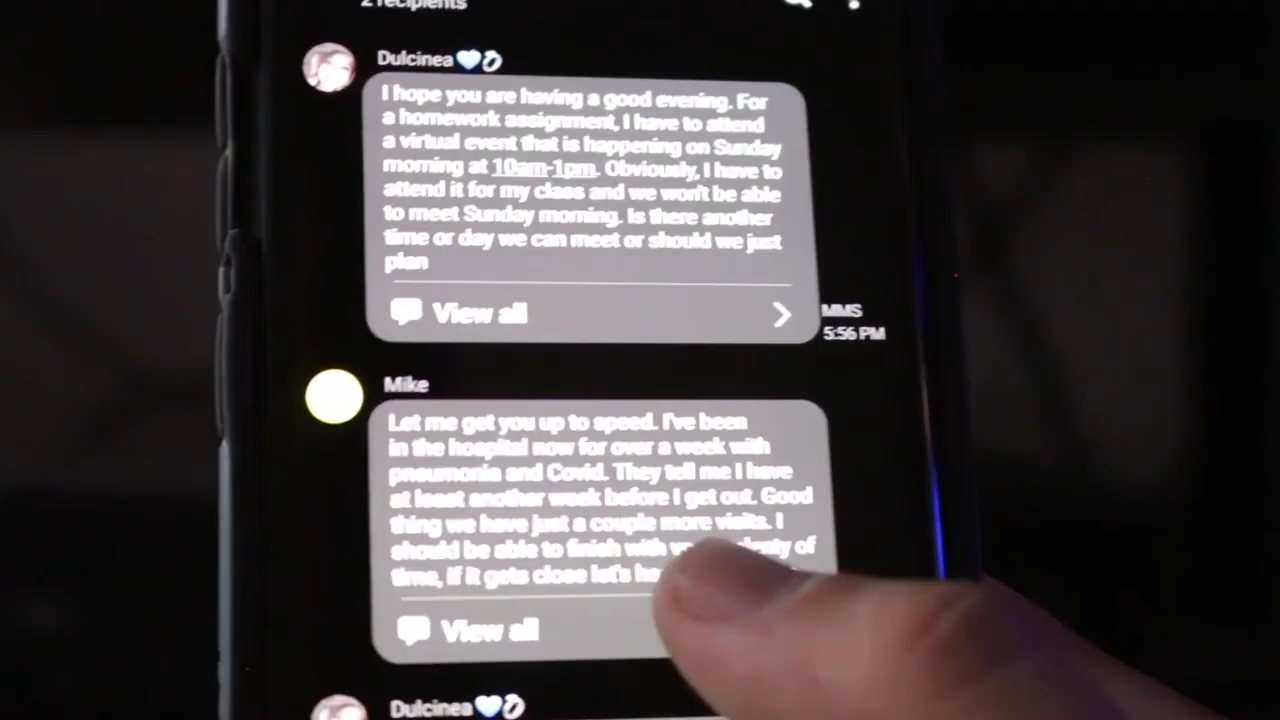 2 recipients
Dulcinea💙💍
I hope you are having a good evening. For
a homework assignment, I have to attend
a virtual event that is happening on Sunday
morning at 10am-1pm. Obviously, I have to
attend it for my class and we won't be able
to meet Sunday morning. Is there another
time or day we can meet or should we just
plan
View all
MMS
5:56 PM
Mike
Let me get you up to speed. I've been
in the hospital now for over a week with
pneumonia and Covid. They tell me I have
at least another week before I get out. Good
thing we have just a couple more visits. I
should be able to finish with of
time, if it gets close let's
View all
Dulcinea💙💍